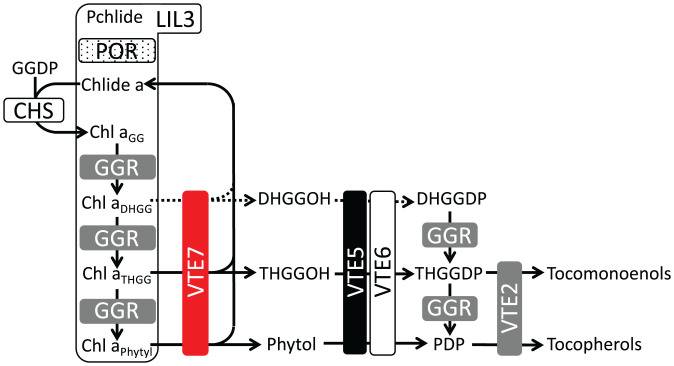 Pchlide LIL3
POR
GGDP
Chlide a
CHS
Chl aGG
GGR
Chl aDHGG DHGGOH DHGGDP
GGR GGR
VTE7 VTE5 VTE6 VTE2
Chl aTHGG THGGOH THGGDP Tocomonoenols
GGR GGR
Chl aPhytyl Phytol PDP Tocopherols